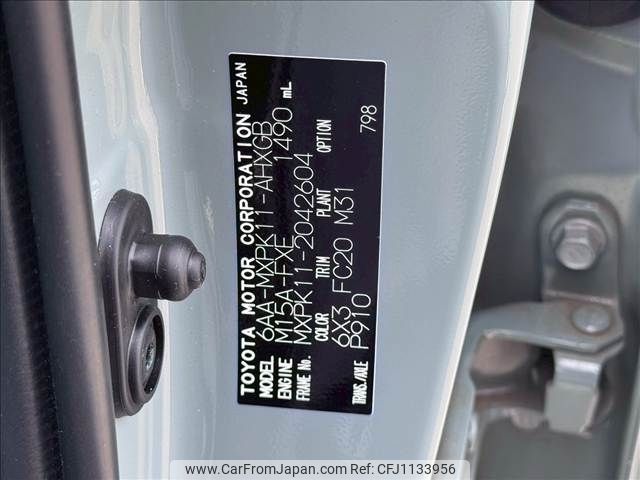 TOYOTA MOTOR CORPORATION JAPAN
MODEL 6AA-MXPK11-AHXGB
ENGINE M15A-FXE 1490 mL
FRAME No. MXPK11-2042604
COLOR TRIM PLANT OPTION
6X3 FC20 M31 798
TRANS./AXLE P910
www.CarFromJapan.com - CFJ1133956